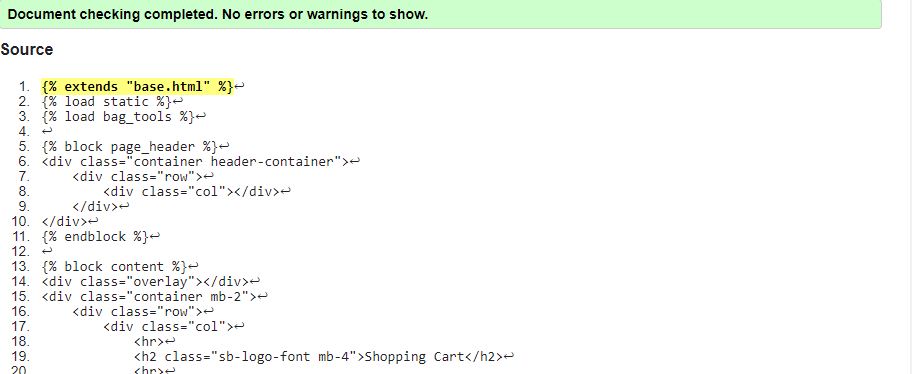 Document checking completed. No errors or warnings to show.
Source
1. {% extends "base.html" %}↩
2. {% load static %}↩
3. {% load bag_tools %}↩
4. ↩
5. {% block page_header %}↩
6. <div class="container header-container">↩
7.     <div class="row">↩
8.         <div class="col"></div>↩
9.     </div>↩
10. </div>↩
11. {% endblock %}↩
12. ↩
13. {% block content %}↩
14. <div class="overlay"></div>↩
15. <div class="container mb-2">↩
16.     <div class="row">↩
17.         <div class="col">↩
18.             <hr>↩
19.             <h2 class="sb-logo-font mb-4">Shopping Cart</h2>↩
20.             <hr>↩